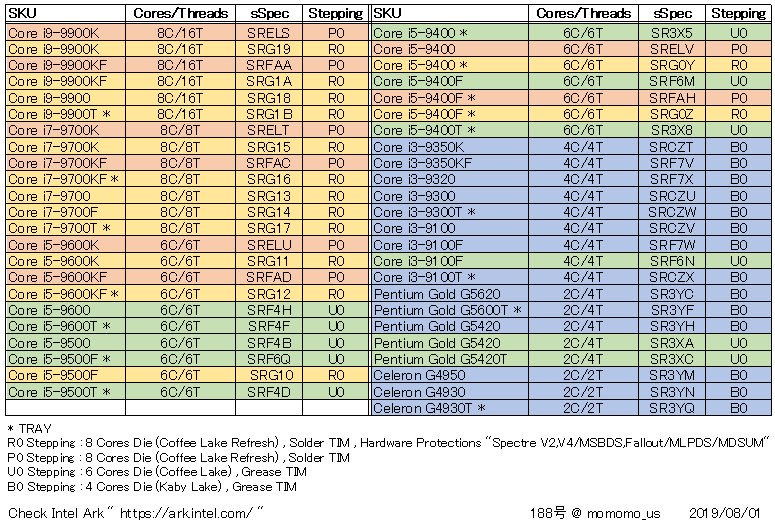 SKU Cores/Threads sSpec Stepping SKU Cores/Threads sSpec Stepping
Core i9-9900K 8C/16T SRELS P0 Core i5-9400 * 6C/6T SR3X5 U0
Core i9-9900K 8C/16T SRG19 R0 Core i5-9400 6C/6T SRELV P0
Core i9-9900KF 8C/16T SRFAA P0 Core i5-9400 * 6C/6T SRG0Y R0
Core i9-9900KF 8C/16T SRG1A R0 Core i5-9400F 6C/6T SRF6M U0
Core i9-9900 8C/16T SRG18 R0 Core i5-9400F * 6C/6T SRFAH P0
Core i9-9900T * 8C/16T SRG1B R0 Core i5-9400F * 6C/6T SRG0Z R0
Core i7-9700K 8C/8T SRELT P0 Core i5-9400T * 6C/6T SR3X8 U0
Core i7-9700K 8C/8T SRG15 R0 Core i3-9350K 4C/4T SRCZT B0
Core i7-9700KF 8C/8T SRFAC P0 Core i3-9350KF 4C/4T SRF7V B0
Core i7-9700KF * 8C/8T SRG16 R0 Core i3-9320 4C/4T SRF7X B0
Core i7-9700 8C/8T SRG13 R0 Core i3-9300 4C/4T SRCZU B0
Core i7-9700F 8C/8T SRG14 R0 Core i3-9300T * 4C/4T SRCZW B0
Core i7-9700T * 8C/8T SRG17 R0 Core i3-9100 4C/4T SRCZV B0
Core i5-9600K 6C/6T SRELU P0 Core i3-9100F 4C/4T SRF7W B0
Core i5-9600K 6C/6T SRG11 R0 Core i3-9100F 4C/4T SRF6N U0
Core i5-9600KF 6C/6T SRFAD P0 Core i3-9100T * 4C/4T SRCZX B0
Core i5-9600KF * 6C/6T SRG12 R0 Pentium Gold G5620 2C/4T SR3YC B0
Core i5-9600 6C/6T SRF4H U0 Pentium Gold G5600T * 2C/4T SR3YF B0
Core i5-9600T * 6C/6T SRF4F U0 Pentium Gold G5420 2C/4T SR3YH B0
Core i5-9500 6C/6T SRF4B U0 Pentium Gold G5420 2C/4T SR3XA U0
Core i5-9500F * 6C/6T SRF6Q U0 Pentium Gold G5420T 2C/4T SR3XC U0
Core i5-9500F 6C/6T SRG10 R0 Celeron G4950 2C/2T SR3YM B0
Core i5-9500T * 6C/6T SRF4D U0 Celeron G4930 2C/2T SR3YN B0
Celeron G4930T * 2C/2T SR3YQ B0
* TRAY
R0 Stepping : 8 Cores Die (Coffee Lake Refresh) , Solder TIM , Hardware Protections “Spectre V2,V4/MSBDS,Fallout/MLPDS/MDSUM“
P0 Stepping : 8 Cores Die (Coffee Lake Refresh) , Solder TIM
U0 Stepping : 6 Cores Die (Coffee Lake) , Grease TIM
B0 Stepping : 4 Cores Die (Kaby Lake) , Grease TIM
Check Intel Ark “ https://ark.intel.com/ “ 188号 @ momomo_us 2019/08/01